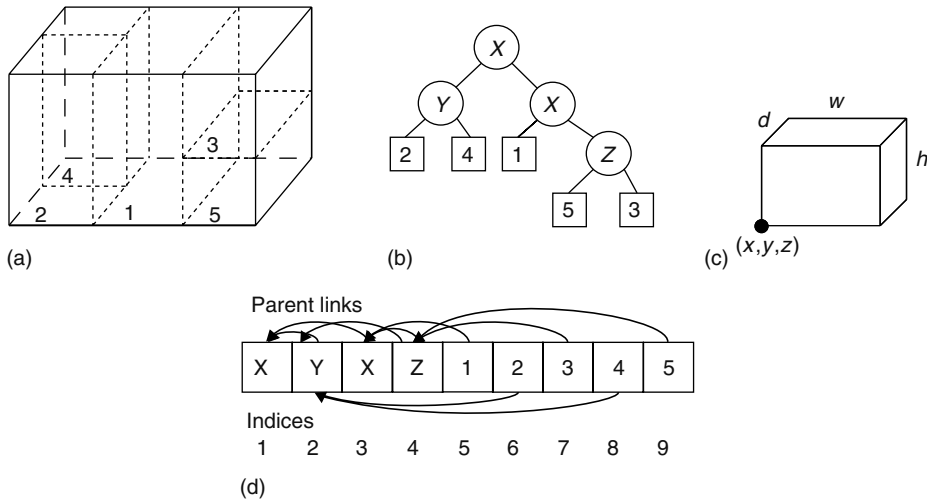 4
3
2 1 5
(a)
X
Y X
2 4 1 Z
5 3
(b)
w
d
h
(x,y,z)
(c)
Parent links
X Y X Z 1 2 3 4 5
Indices
1 2 3 4 5 6 7 8 9
(d)